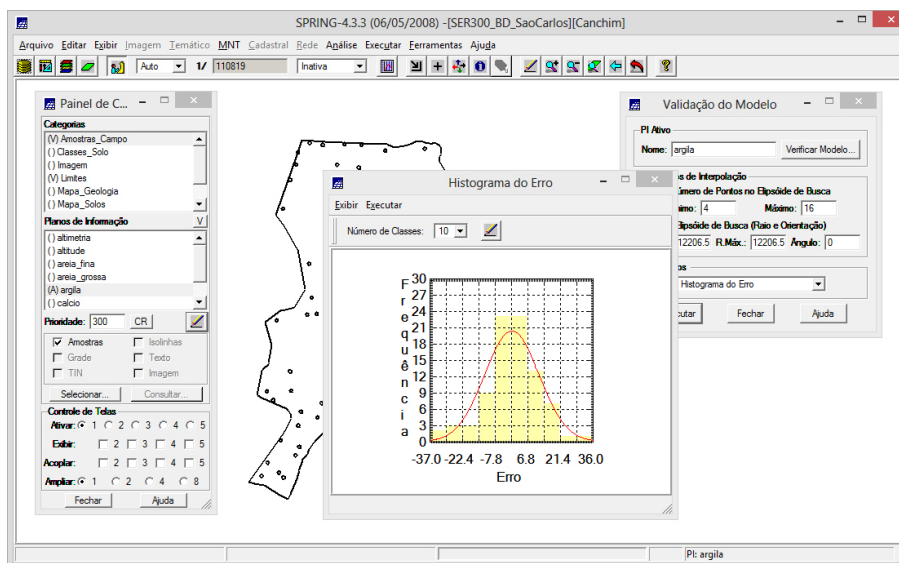 SPRING-4.3.3 (06/05/2008) -[SER300_BD_SaoCarlos][Canchim]
Arquivo Editar Exibir Imagem Temático MNT Cadastral Rede Análise Executar Ferramentas Ajuda
Auto 1/ 110819 Inativa
Painel de C...
Categorias
(V) Amostras_Campo
() Classes_Solo
() Imagem
(V) Limites
() Mapa_Geologia
() Mapa_Solos
Planos de Informação V
() altimetria
() altitude
() areia_fina
() areia_grossa
(A) argila
() calcio
Prioridade: 300 CR
Amostras Isolinhas
Grade Texto
TIN Imagem
Selecionar... Consultar...
Controle de Telas
Ativar: 1 2 3 4 5
Exibir: 2 3 4 5
Acoplar: 2 3 4 5
Ampliar: 1 2 4 8
Fechar Ajuda
Histograma do Erro
Exibir Executar
Número de Classes: 10
Frequência
30
27
24
21
18
15
12
9
6
3
0
-37.0 -22.4 -7.8 6.8 21.4 36.0
Erro
Validação do Modelo
PI Ativo
Nome: argila Verificar Modelo...
os de Interpolação
úmero de Pontos no Elipsóide de Busca
nimo: 4 Máximo: 16
Elipsóide de Busca (Raio e Orientação)
12206.5 R.Máx.: 12206.5 Ângulo: 0
os
Histograma do Erro
cutar Fechar Ajuda
PI: argila